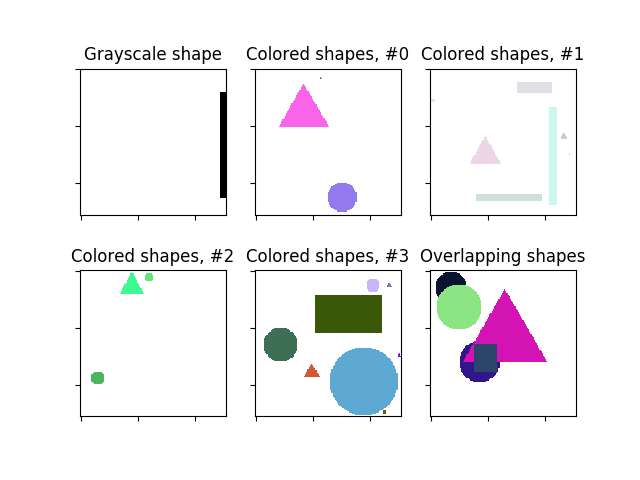 Grayscale shape
Colored shapes, #0
Colored shapes, #1
Colored shapes, #2
Colored shapes, #3
Overlapping shapes